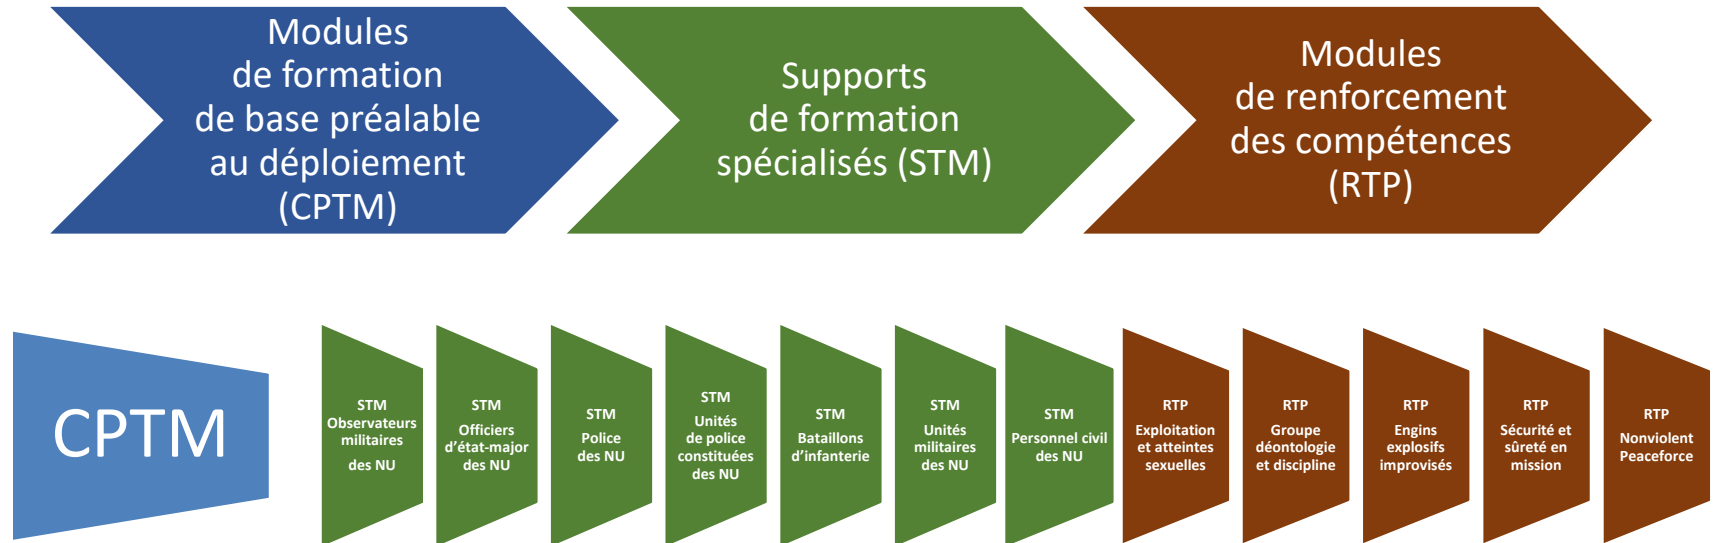 Modules
de formation
de base préalable
au déploiement
(CPTM)
Supports
de formation
spécialisés (STM)
Modules
de renforcement
des compétences
(RTP)
CPTM
STM
Observateurs
militaires
des NU
STM
Officiers
d’état-major
des NU
STM
Police
des NU
STM
Unités
de police
constituées
des NU
STM
Bataillons
d’infanterie
STM
Unités
militaires
des NU
STM
Personnel civil
des NU
RTP
Exploitation
et atteintes
sexuelles
RTP
Groupe
déontologie
et discipline
RTP
Engins
explosifs
improvisés
RTP
Sécurité et
sûreté en
mission
RTP
Nonviolent
Peaceforce